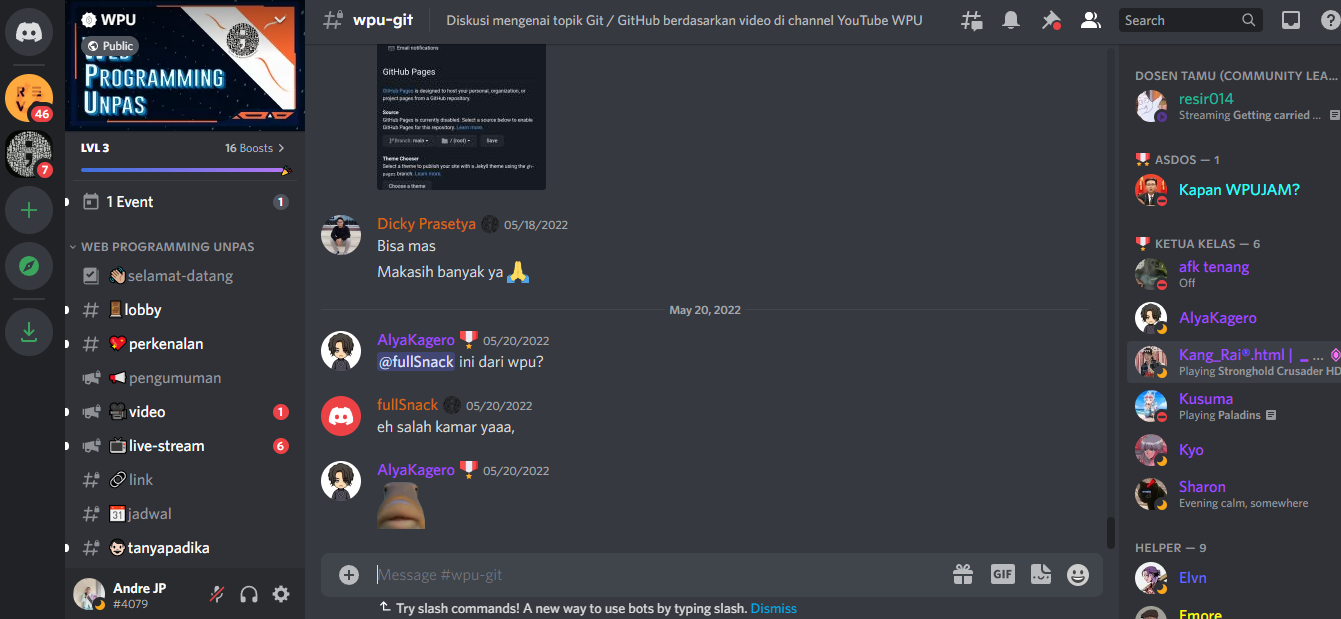 WPU
Public
WEB
PROGRAMMING
UNPAS
LVL 3
16 Boosts
1 Event
1
WEB PROGRAMMING UNPAS
selamat-datang
lobby
perkenalan
pengumuman
video
1
live-stream
6
link
31
jadwal
tanyapadika
Andre JP
#4079
46
7
wpu-git
Diskusi mengenai topik Git / GitHub berdasarkan video di channel YouTube WPU
Search
Email notifications
GitHub Pages
GitHub Pages is designed to host your personal, organization, or
project pages from a GitHub repository.
Source
GitHub Pages is currently disabled. Select a source below to enable
GitHub Pages for this repository. Learn more.
Branch: main
/ (root)
Save
Theme Chooser
Select a theme to publish your site with a Jekyll theme using the gh-
pages branch. Learn more.
Choose a theme
Dicky Prasetya 05/18/2022
Bisa mas
Makasih banyak ya
May 20, 2022
AlyaKagero 05/20/2022
@fullSnack ini dari wpu?
fullSnack 05/20/2022
eh salah kamar yaaa,
AlyaKagero 05/20/2022
Message #wpu-git
GIF
Try slash commands! A new way to use bots by typing slash. Dismiss
DOSEN TAMU (COMMUNITY LEA...
resir014
Streaming Getting carried ...
ASDOS — 1
Kapan WPUJAM?
KETUA KELAS — 6
afk tenang
Off
AlyaKagero
Kang_Rai®.html | _ ...
Playing Stronghold Crusader HD
Kusuma
Playing Paladins
Kyo
Sharon
Evening calm, somewhere
HELPER — 9
Elvn
Emore